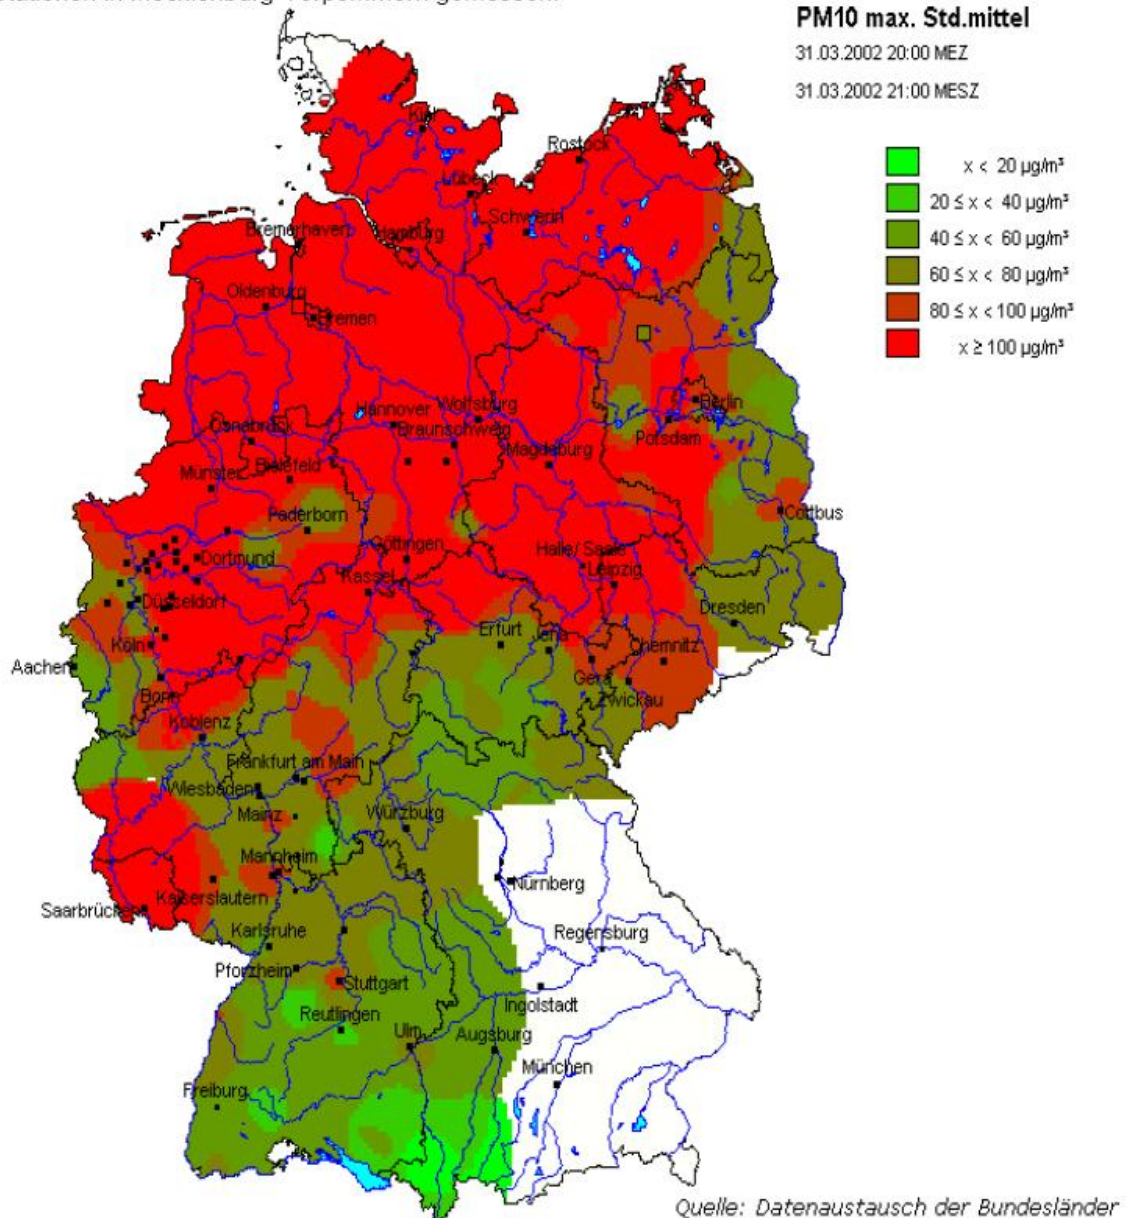 PM10 max. Std.mittel
31.03.2002 20:00 MEZ
31.03.2002 21:00 MESZ
x < 20 µg/m³
20 ≤ x < 40 µg/m³
40 ≤ x < 60 µg/m³
60 ≤ x < 80 µg/m³
80 ≤ x < 100 µg/m³
x ≥ 100 µg/m³
Kiel
Rostock
Lübeck
Schwerin
Bremerhaven
Hamburg
Oldenburg
Bremen
Hannover
Wolfsburg
Berlin
Osnabrück
Braunschweig
Potsdam
Magdeburg
Münster
Bielefeld
Paderborn
Cottbus
Göttingen
Halle/ Saale
Dortmund
Leipzig
Kassel
Düsseldorf
Dresden
Erfurt
Jena
Köln
Chemnitz
Aachen
Gera
Bonn
Zwickau
Koblenz
Frankfurt am Main
Wiesbaden
Mainz
Würzburg
Mannheim
Nürnberg
Kaiserslautern
Saarbrücken
Karlsruhe
Regensburg
Pforzheim
Stuttgart
Ingolstadt
Reutlingen
Ulm
Augsburg
München
Freiburg
Quelle: Datenaustausch der Bundesländer